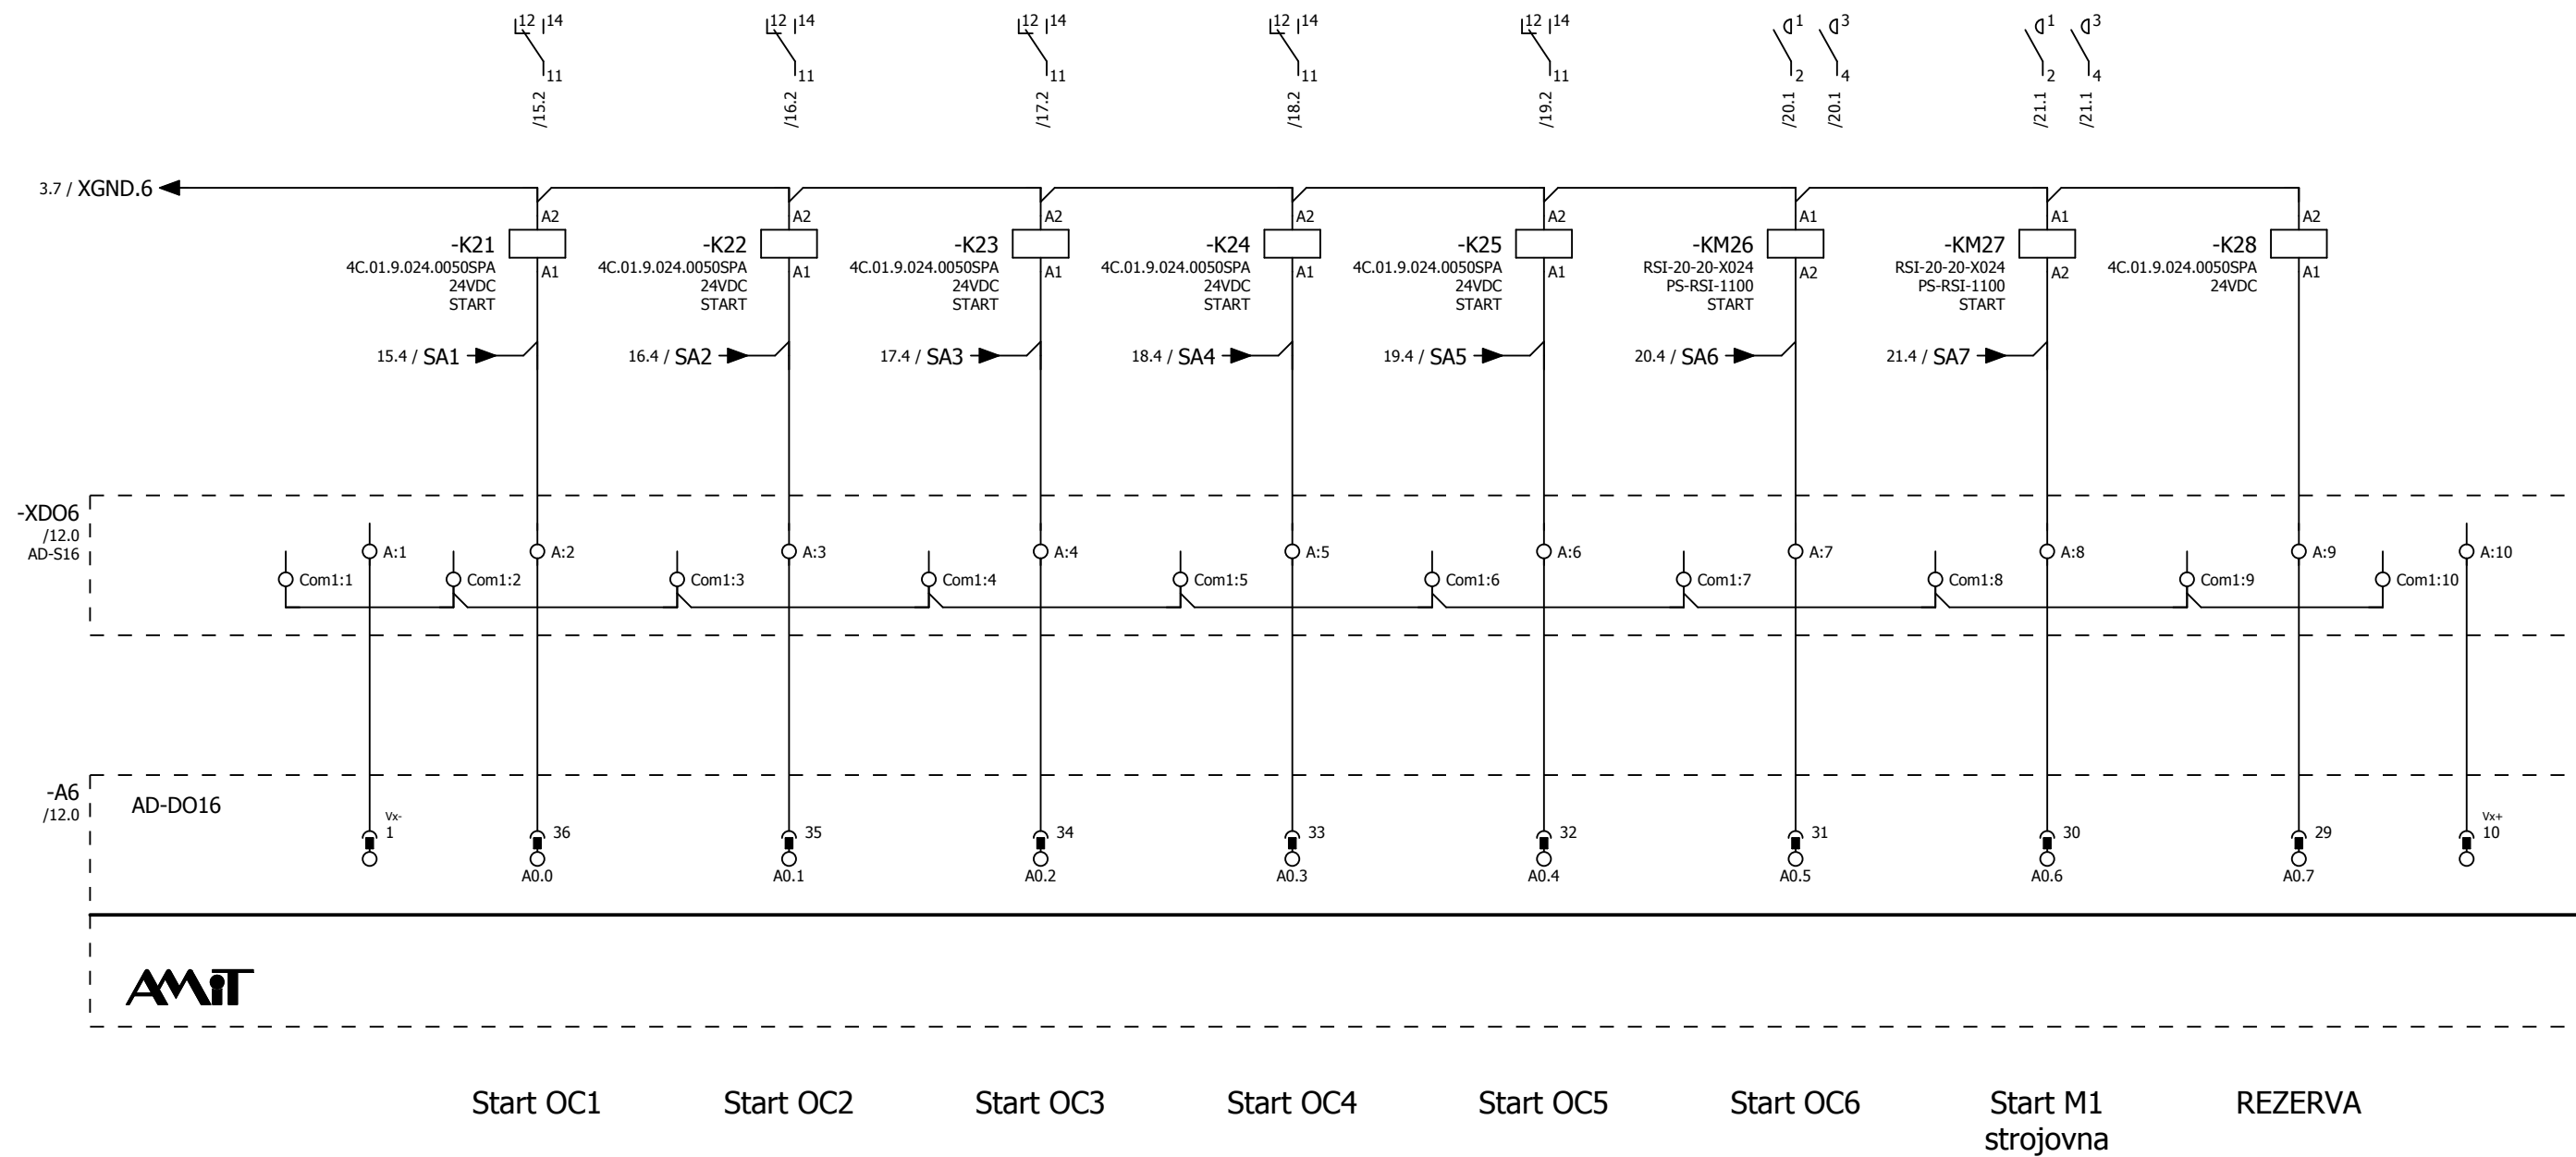 12 14 12 14 12 14 12 14 12 14 1 3 1 3
11 11 11 11 11 2 4 2 4
/15.2 /16.2 /17.2 /18.2 /19.2 /20.1 /20.1 /21.1 /21.1
3.7 / XGND.6
A2 A2 A2 A2 A2 A1 A1 A2
-K21 -K22 -K23 -K24 -K25 -KM26 -KM27 -K28
4C.01.9.024.0050SPA 4C.01.9.024.0050SPA 4C.01.9.024.0050SPA 4C.01.9.024.0050SPA 4C.01.9.024.0050SPA RSI-20-20-X024 RSI-20-20-X024 4C.01.9.024.0050SPA
A1 A1 A1 A1 A1 A2 A2 A1
24VDC 24VDC 24VDC 24VDC 24VDC PS-RSI-1100 PS-RSI-1100 24VDC
START START START START START START START
15.4 / SA1 16.4 / SA2 17.4 / SA3 18.4 / SA4 19.4 / SA5 20.4 / SA6 21.4 / SA7
-XDO6
/12.0
AD-S16
A:1 A:2 A:3 A:4 A:5 A:6 A:7 A:8 A:9 A:10
Com1:1 Com1:2 Com1:3 Com1:4 Com1:5 Com1:6 Com1:7 Com1:8 Com1:9 Com1:10
-A6
/12.0
AD-DO16
Vx- Vx+
1 36 35 34 33 32 31 30 29 10
A0.0 A0.1 A0.2 A0.3 A0.4 A0.5 A0.6 A0.7
AMiT
Start OC1 Start OC2 Start OC3 Start OC4 Start OC5 Start OC6 Start M1 REZERVA
strojovna